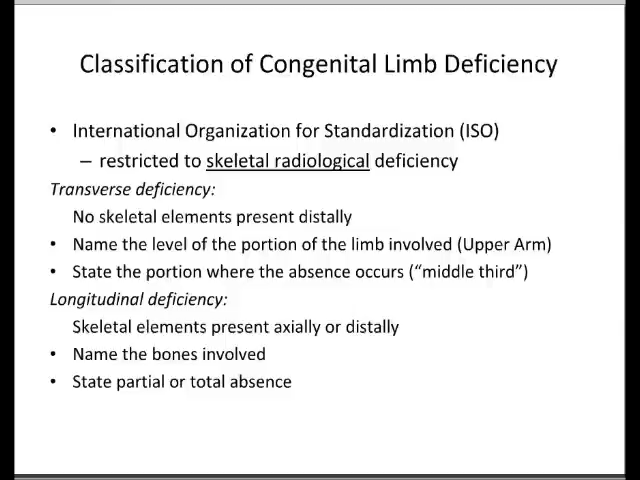 Classification of Congenital Limb Deficiency
• International Organization for Standardization (ISO)
– restricted to skeletal radiological deficiency
Transverse deficiency:
No skeletal elements present distally
• Name the level of the portion of the limb involved (Upper Arm)
• State the portion where the absence occurs (“middle third”)
Longitudinal deficiency:
Skeletal elements present axially or distally
• Name the bones involved
• State partial or total absence